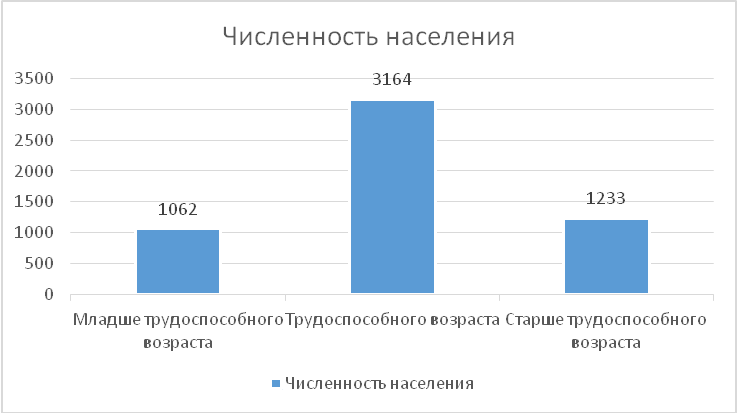 Численность населения
3500
3000
2500
2000
1500
1000
500
0
1062
3164
1233
Младше трудоспособного
возраста
Трудоспособного возраста
Старше трудоспособного
возраста
Численность населения